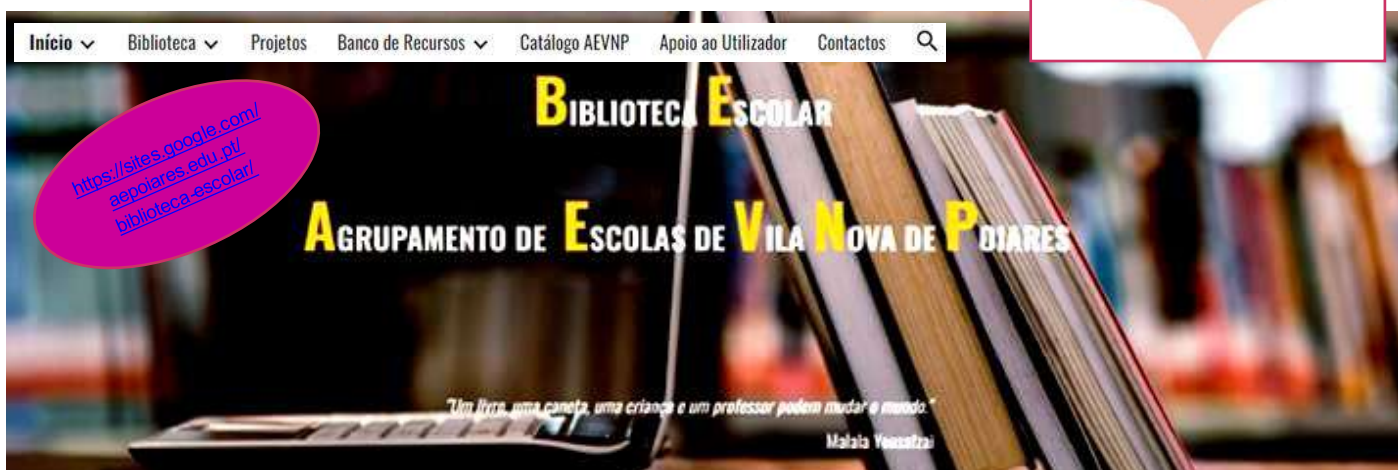 Início Biblioteca Projetos Banco de Recursos Catálogo AEVNP Apoio ao Utilizador Contactos
BIBLIOTECA ESCOLAR
https://sites.google.com/
aepoiares.edu.pt/
biblioteca-escolar/
AGRUPAMENTO DE ESCOLAS DE VILA NOVA DE POIARES
"Um livro, uma caneta, uma criança e um professor podem mudar o mundo."
Malala Yousafzai